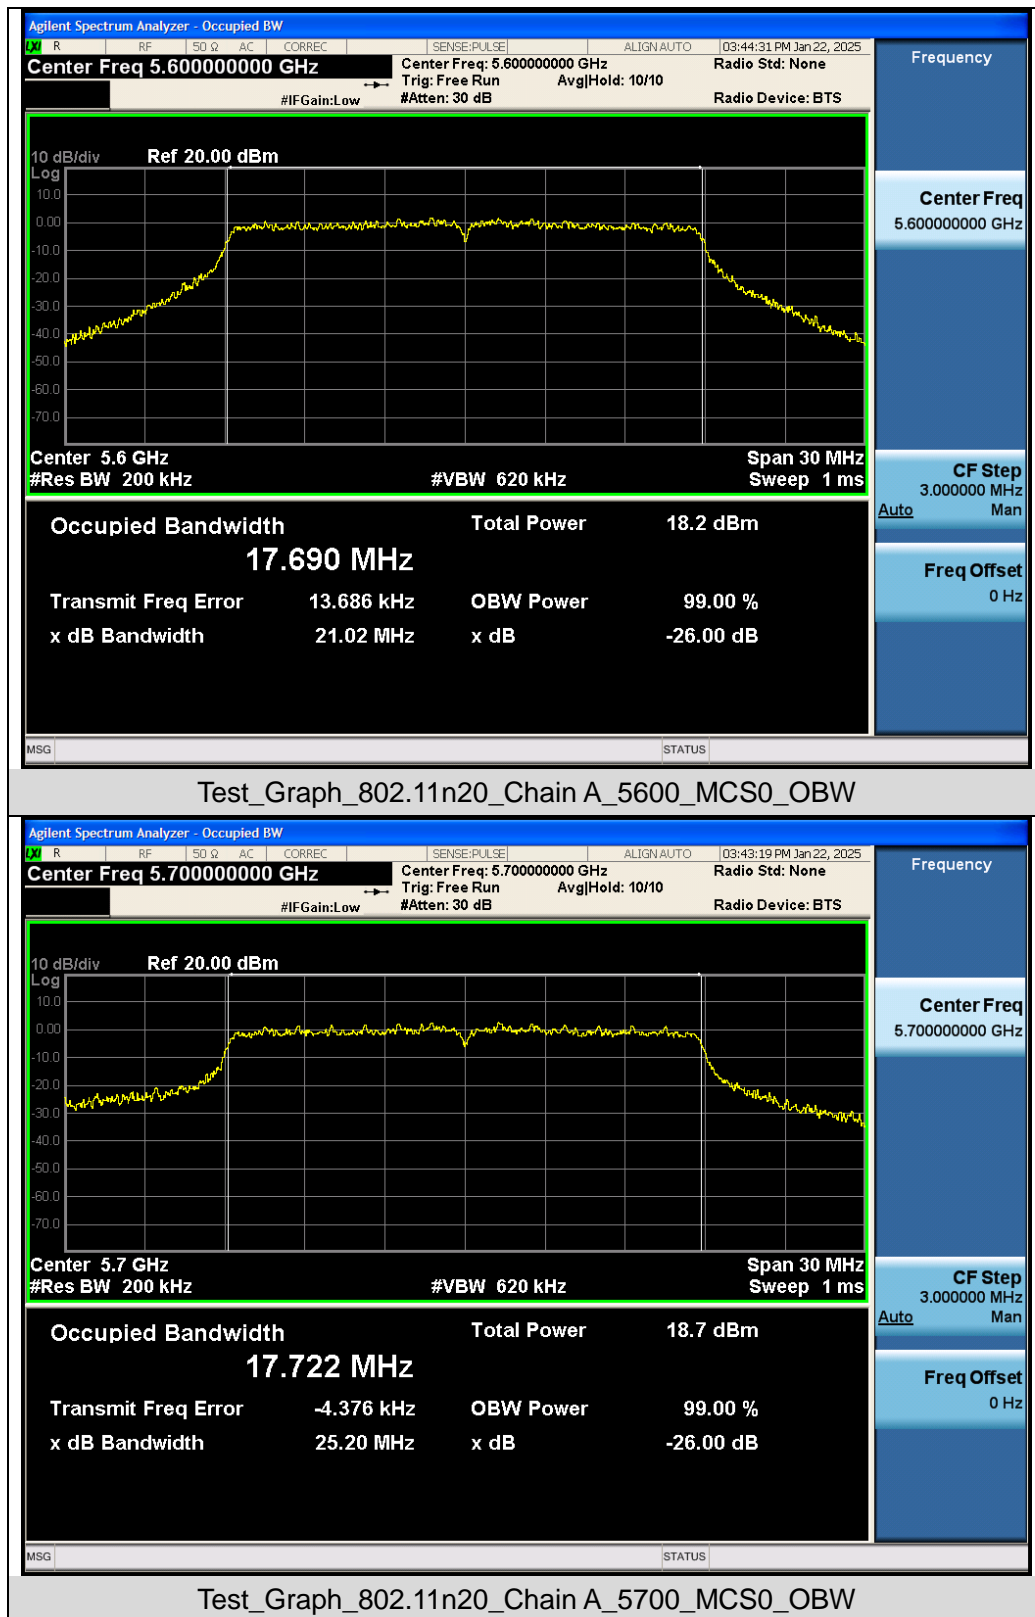 Agilent Spectrum Analyzer - Occupied BW
LXI R RF 50 Ω AC CORREC SENSE:PULSE ALIGN AUTO 03:44:31 PM Jan 22, 2025
Center Freq 5.600000000 GHz Center Freq: 5.600000000 GHz Radio Std: None
Trig: Free Run Avg|Hold: 10/10
#IFGain:Low #Atten: 30 dB Radio Device: BTS
Frequency
10 dB/div Ref 20.00 dBm
Log
10.0
0.00
-10.0
-20.0
-30.0
-40.0
-50.0
-60.0
-70.0
Center 5.6 GHz Span 30 MHz
#Res BW 200 kHz #VBW 620 kHz Sweep 1 ms
Center Freq
5.600000000 GHz
CF Step
3.000000 MHz
Auto Man
Freq Offset
0 Hz
Occupied Bandwidth Total Power 18.2 dBm
17.690 MHz
Transmit Freq Error 13.686 kHz OBW Power 99.00 %
x dB Bandwidth 21.02 MHz x dB -26.00 dB
MSG STATUS
Test_Graph_802.11n20_Chain A_5600_MCS0_OBW
Agilent Spectrum Analyzer - Occupied BW
LXI R RF 50 Ω AC CORREC SENSE:PULSE ALIGN AUTO 03:43:19 PM Jan 22, 2025
Center Freq 5.700000000 GHz Center Freq: 5.700000000 GHz Radio Std: None
Trig: Free Run Avg|Hold: 10/10
#IFGain:Low #Atten: 30 dB Radio Device: BTS
Frequency
10 dB/div Ref 20.00 dBm
Log
10.0
0.00
-10.0
-20.0
-30.0
-40.0
-50.0
-60.0
-70.0
Center 5.7 GHz Span 30 MHz
#Res BW 200 kHz #VBW 620 kHz Sweep 1 ms
Center Freq
5.700000000 GHz
CF Step
3.000000 MHz
Auto Man
Freq Offset
0 Hz
Occupied Bandwidth Total Power 18.7 dBm
17.722 MHz
Transmit Freq Error -4.376 kHz OBW Power 99.00 %
x dB Bandwidth 25.20 MHz x dB -26.00 dB
MSG STATUS
Test_Graph_802.11n20_Chain A_5700_MCS0_OBW